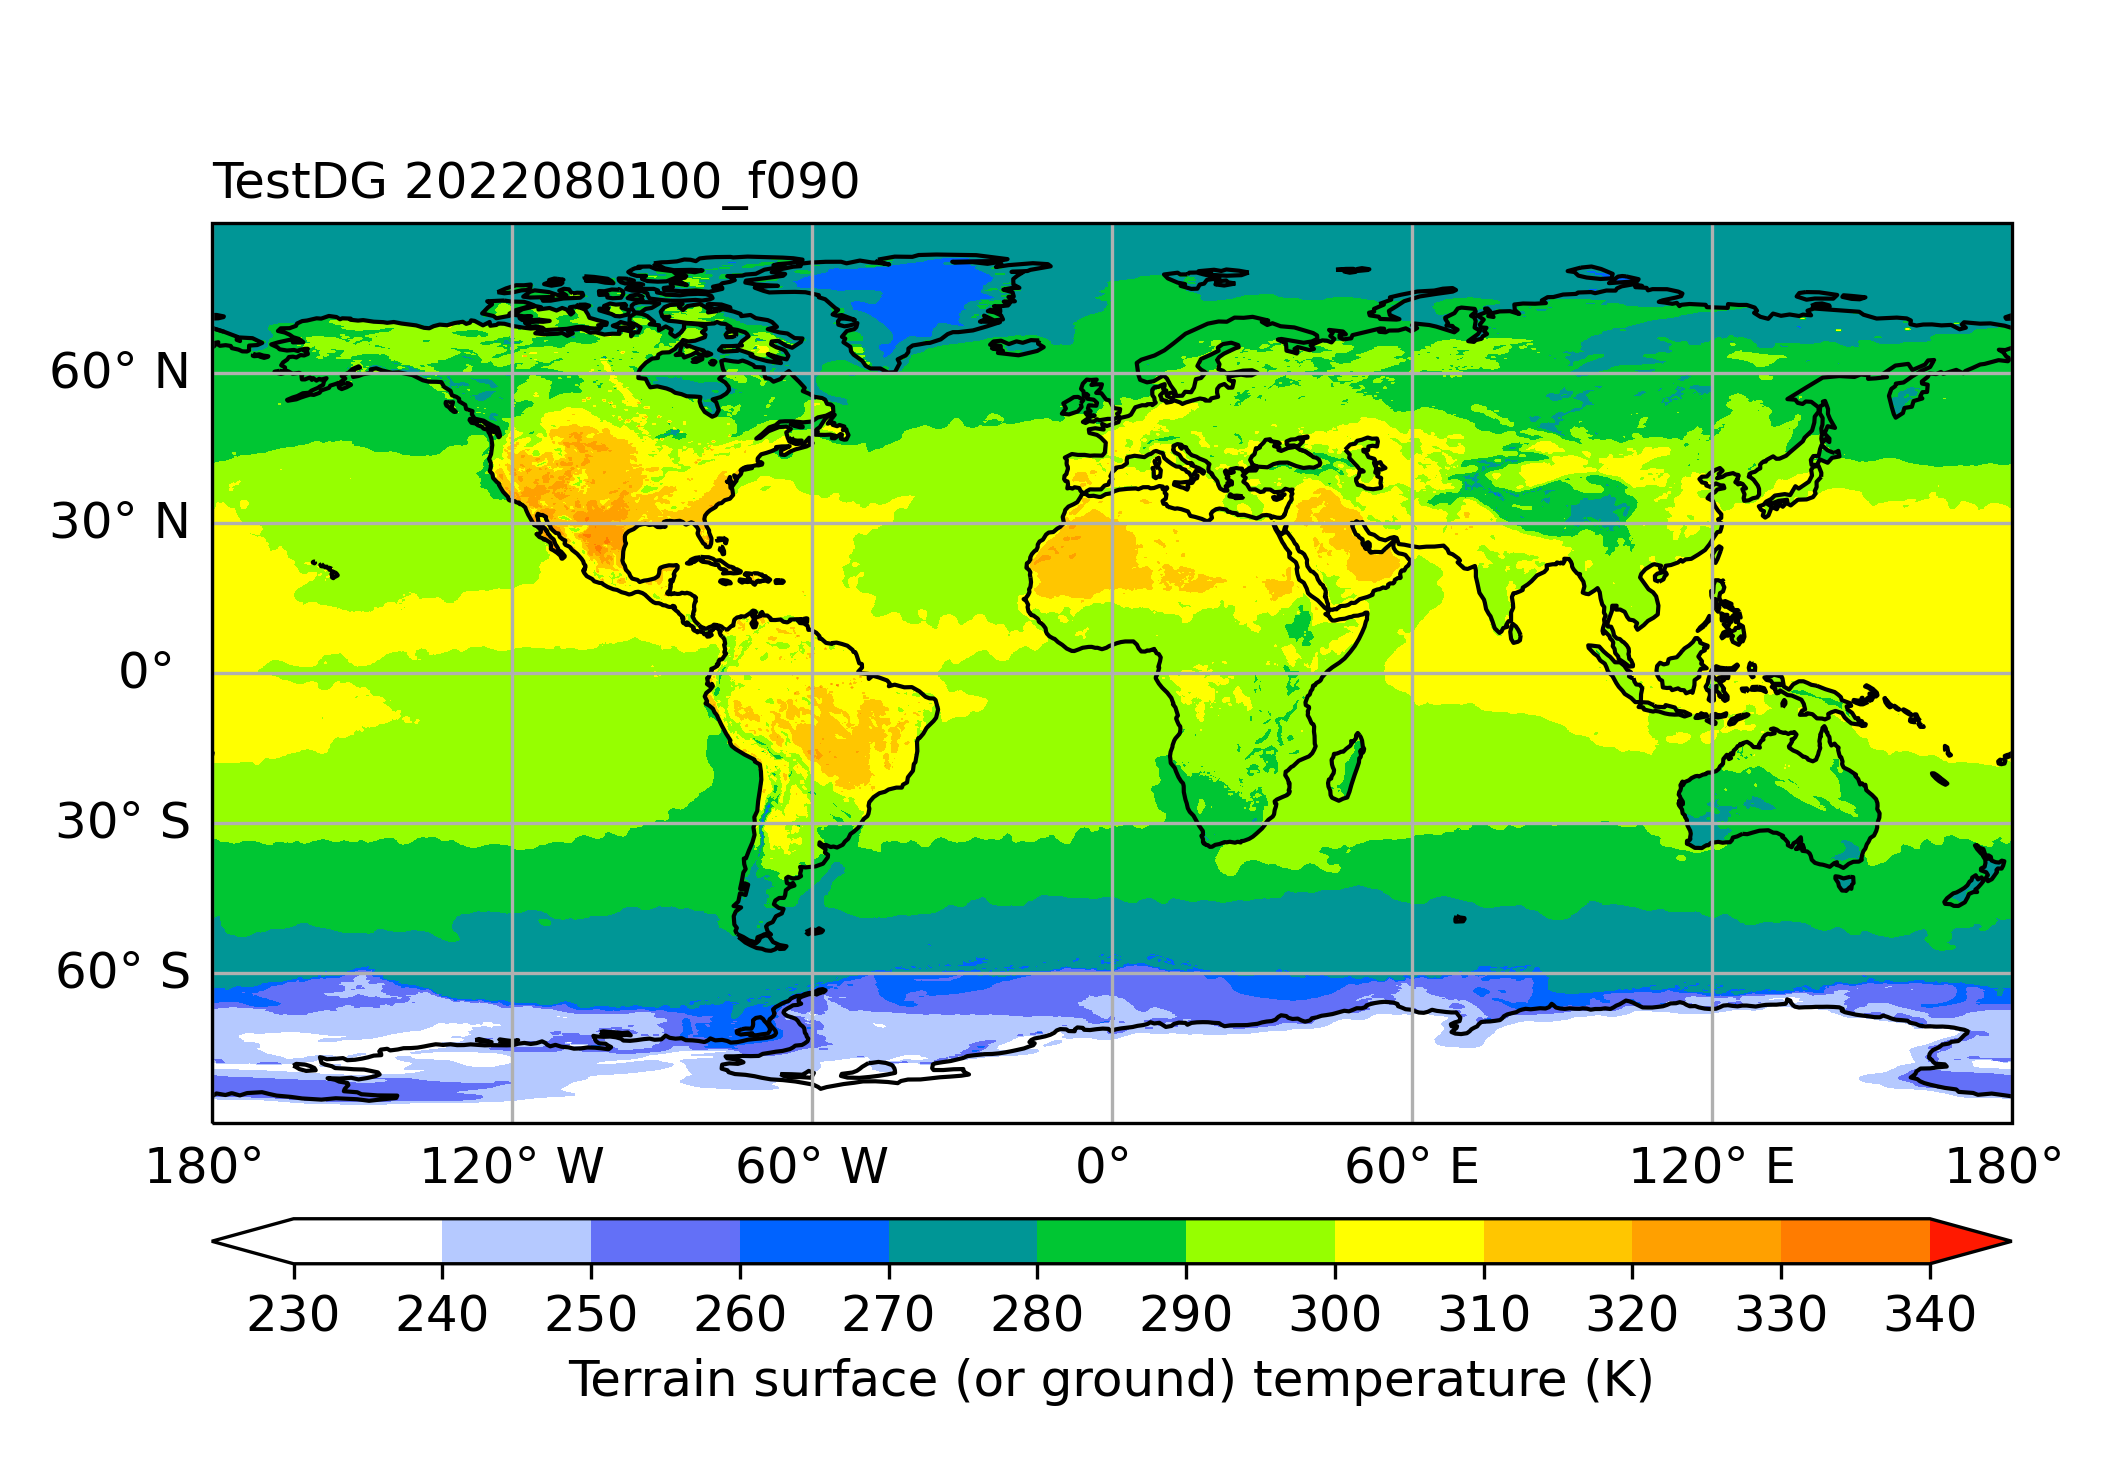 TestDG 2022080100_f090
60° N
30° N
0°
30° S
60° S
180° 120° W 60° W 0° 60° E 120° E 180°
230 240 250 260 270 280 290 300 310 320 330 340
Terrain surface (or ground) temperature (K)